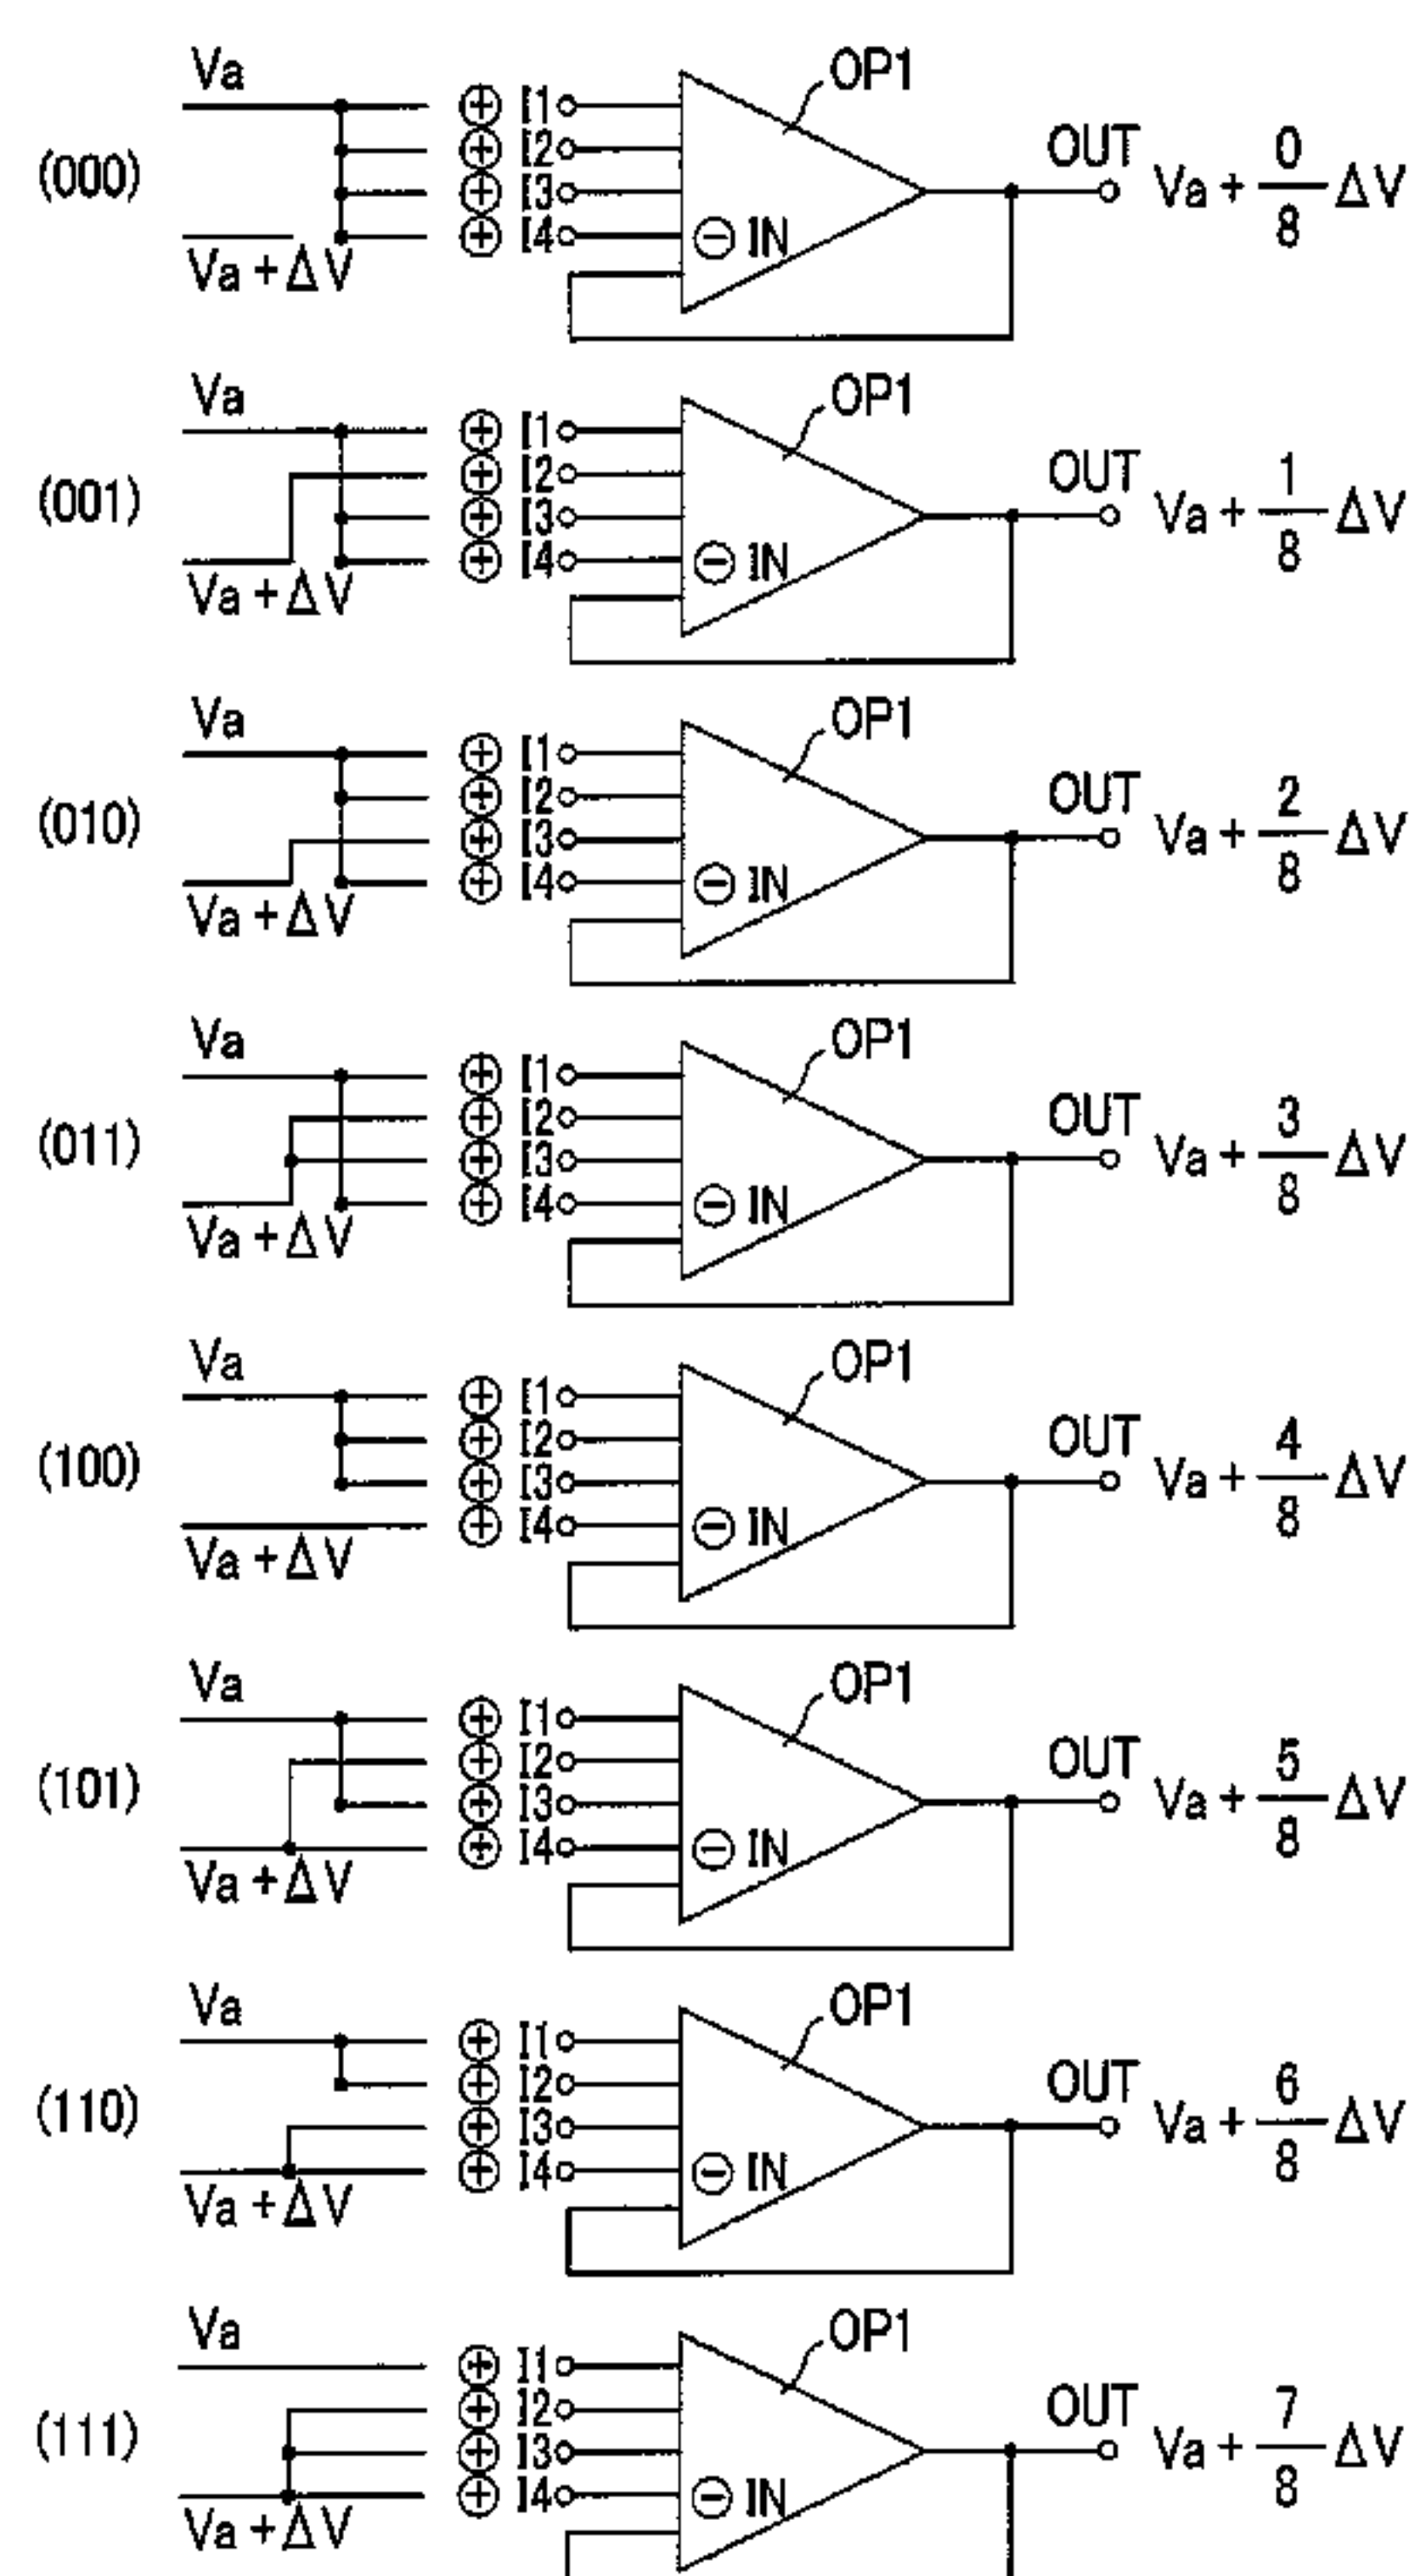 Va
OP1
(000)
⊕ I1
⊕ I2
⊕ I3
⊕ I4
⊖ IN
Va + ΔV
OUT
Va + 0/8 ΔV
Va
OP1
(001)
⊕ I1
⊕ I2
⊕ I3
⊕ I4
⊖ IN
Va + ΔV
OUT
Va + 1/8 ΔV
Va
OP1
(010)
⊕ I1
⊕ I2
⊕ I3
⊕ I4
⊖ IN
Va + ΔV
OUT
Va + 2/8 ΔV
Va
OP1
(011)
⊕ I1
⊕ I2
⊕ I3
⊕ I4
⊖ IN
Va + ΔV
OUT
Va + 3/8 ΔV
Va
OP1
(100)
⊕ I1
⊕ I2
⊕ I3
⊕ I4
⊖ IN
Va + ΔV
OUT
Va + 4/8 ΔV
Va
OP1
(101)
⊕ I1
⊕ I2
⊕ I3
⊕ I4
⊖ IN
Va + ΔV
OUT
Va + 5/8 ΔV
Va
OP1
(110)
⊕ I1
⊕ I2
⊕ I3
⊕ I4
⊖ IN
Va + ΔV
OUT
Va + 6/8 ΔV
Va
OP1
(111)
⊕ I1
⊕ I2
⊕ I3
⊕ I4
⊖ IN
Va + ΔV
OUT
Va + 7/8 ΔV